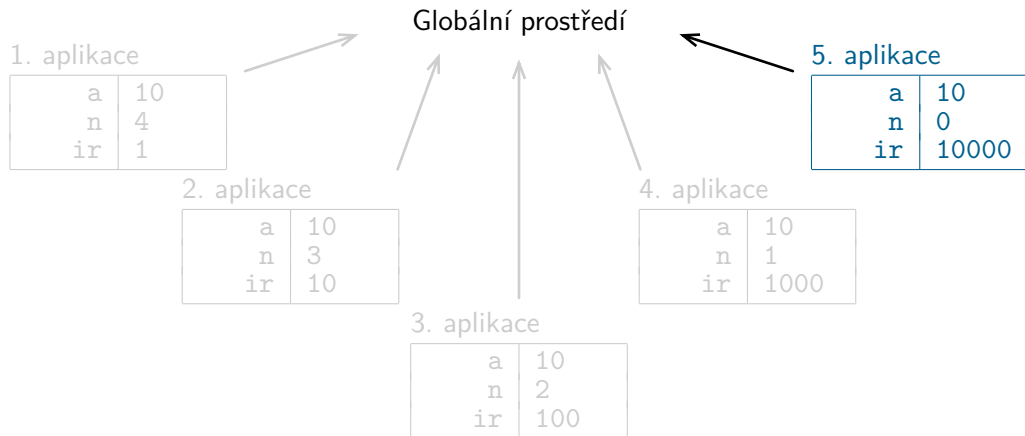 Globální prostředí
1. aplikace
a 10
n 4
ir 1
2. aplikace
a 10
n 3
ir 10
3. aplikace
a 10
n 2
ir 100
4. aplikace
a 10
n 1
ir 1000
5. aplikace
a 10
n 0
ir 10000